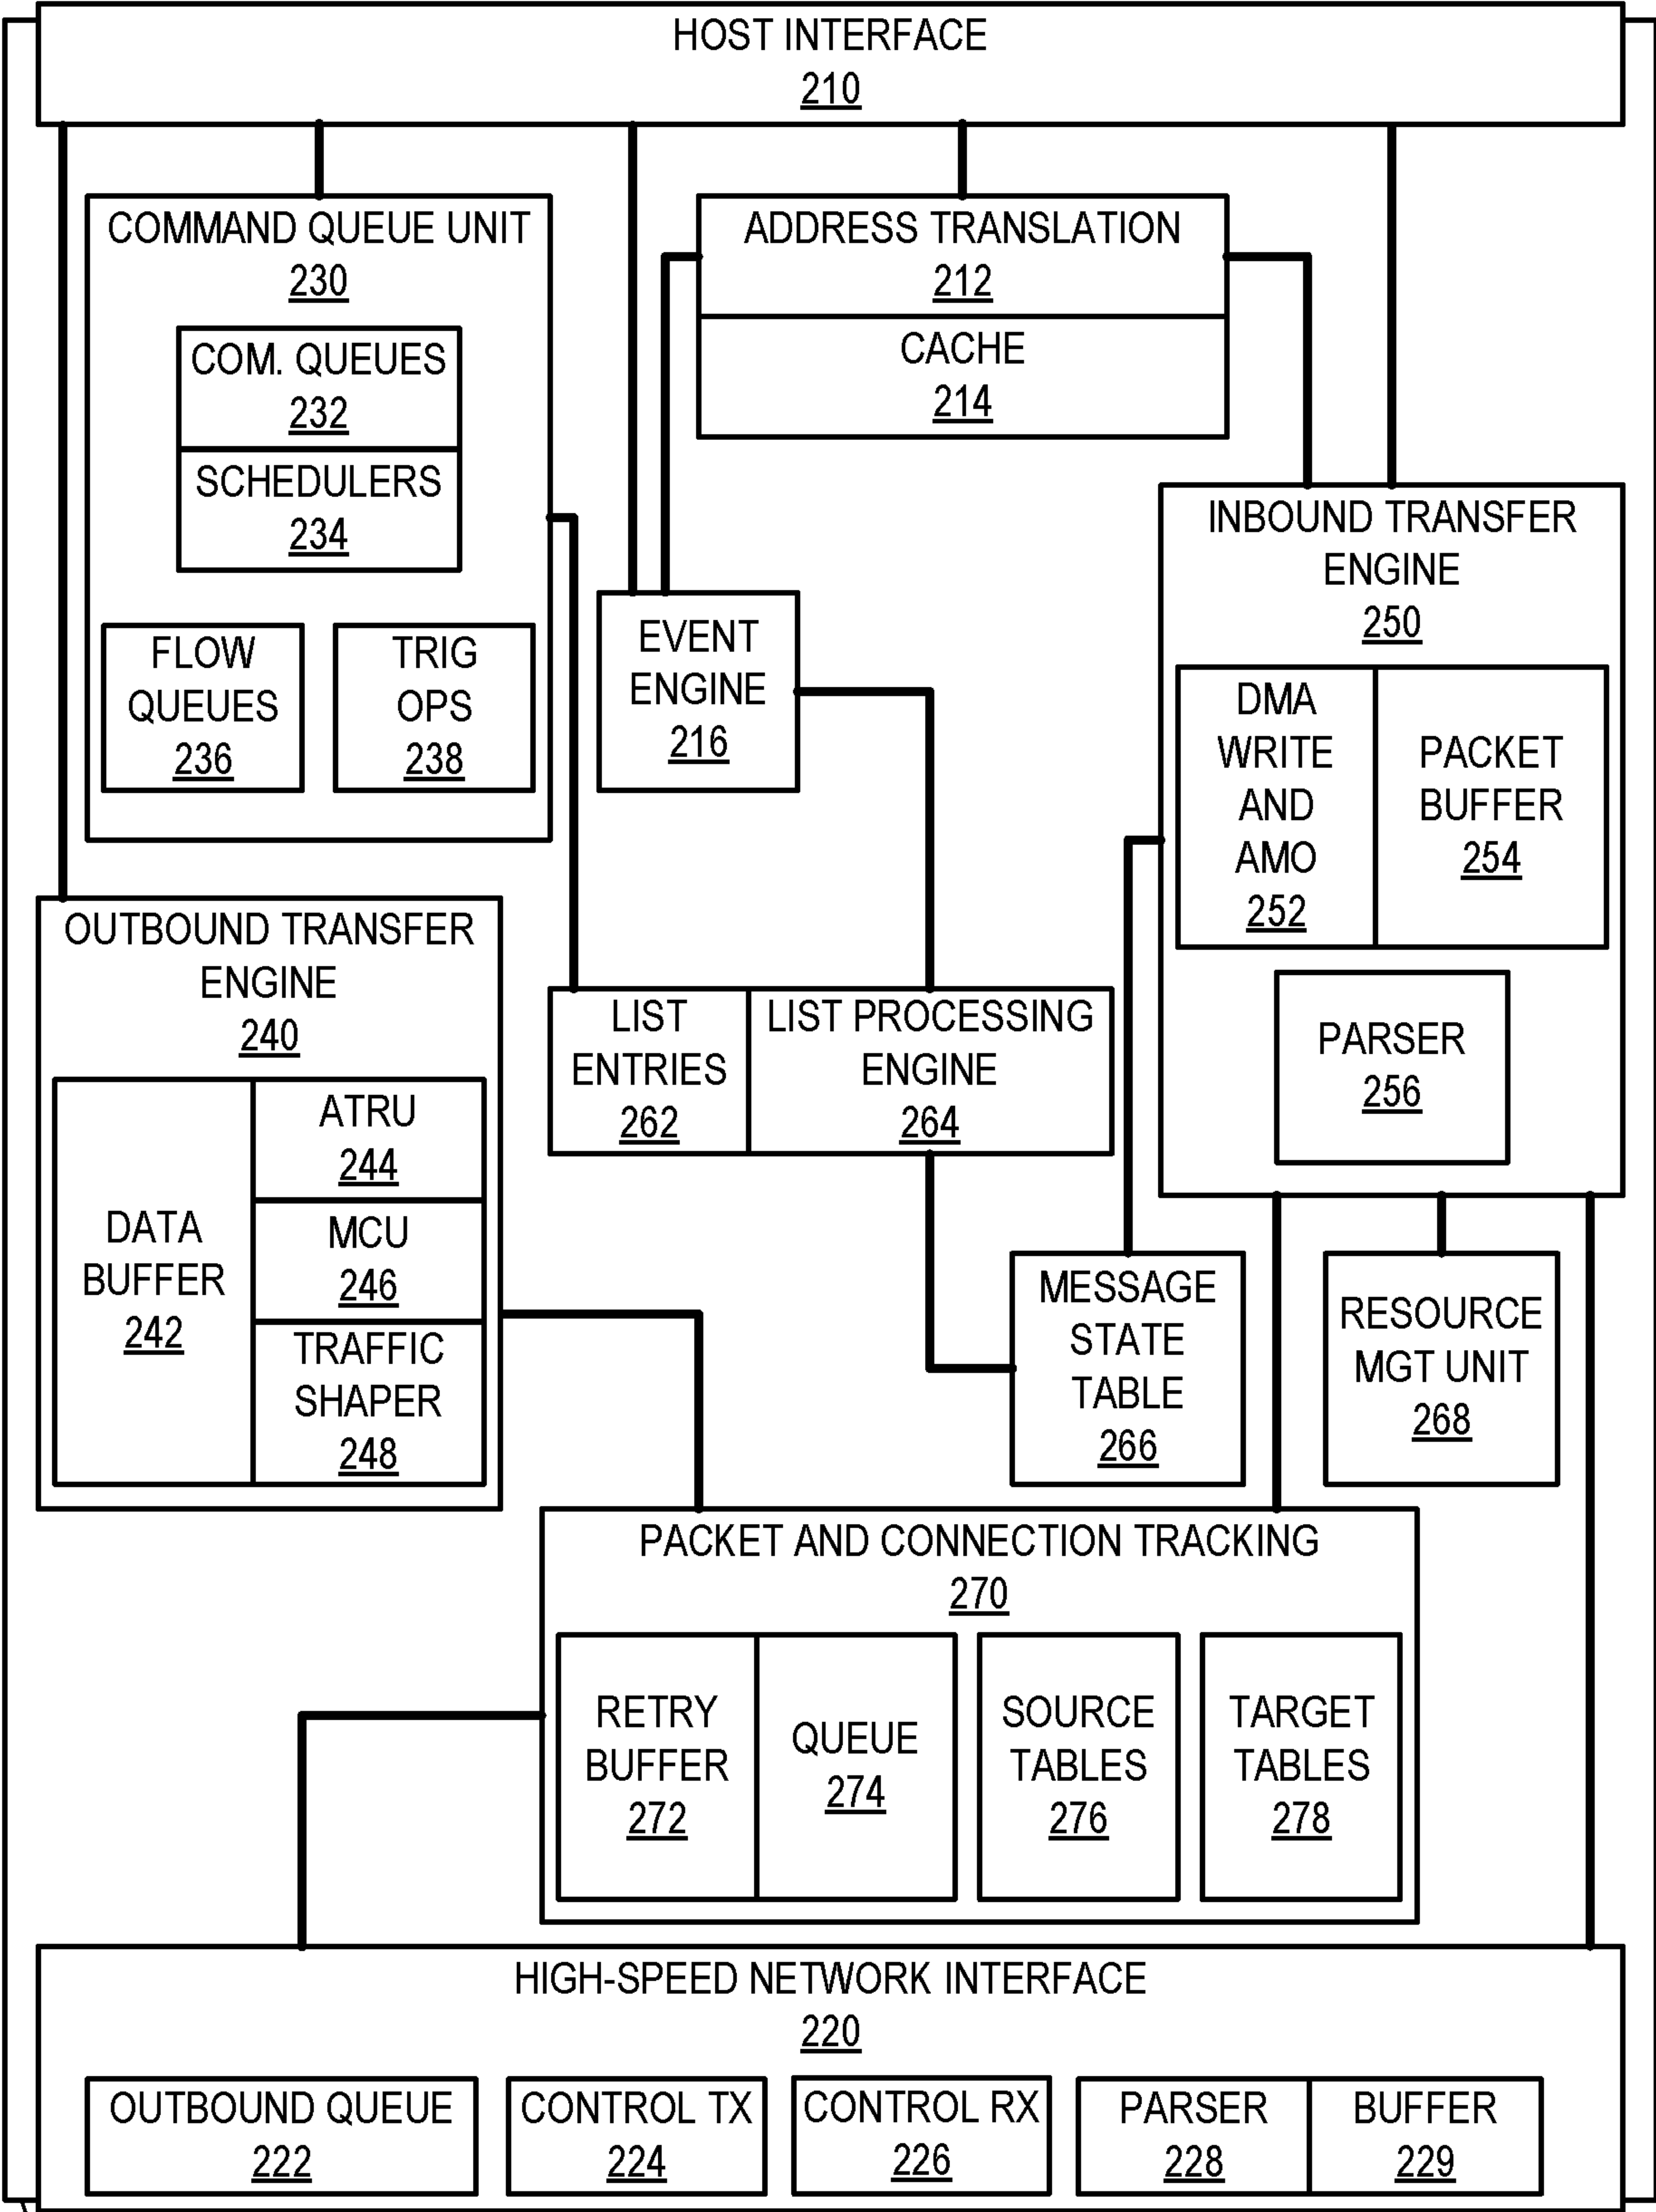 HOST INTERFACE
210
COMMAND QUEUE UNIT
230
COM. QUEUES
232
SCHEDULERS
234
FLOW
QUEUES
236
TRIG
OPS
238
ADDRESS TRANSLATION
212
CACHE
214
EVENT
ENGINE
216
INBOUND TRANSFER
ENGINE
250
DMA
WRITE
AND
AMO
252
PACKET
BUFFER
254
PARSER
256
OUTBOUND TRANSFER
ENGINE
240
DATA
BUFFER
242
ATRU
244
MCU
246
TRAFFIC
SHAPER
248
LIST
ENTRIES
262
LIST PROCESSING
ENGINE
264
MESSAGE
STATE
TABLE
266
RESOURCE
MGT UNIT
268
PACKET AND CONNECTION TRACKING
270
RETRY
BUFFER
272
QUEUE
274
SOURCE
TABLES
276
TARGET
TABLES
278
HIGH-SPEED NETWORK INTERFACE
220
OUTBOUND QUEUE
222
CONTROL TX
224
CONTROL RX
226
PARSER
228
BUFFER
229